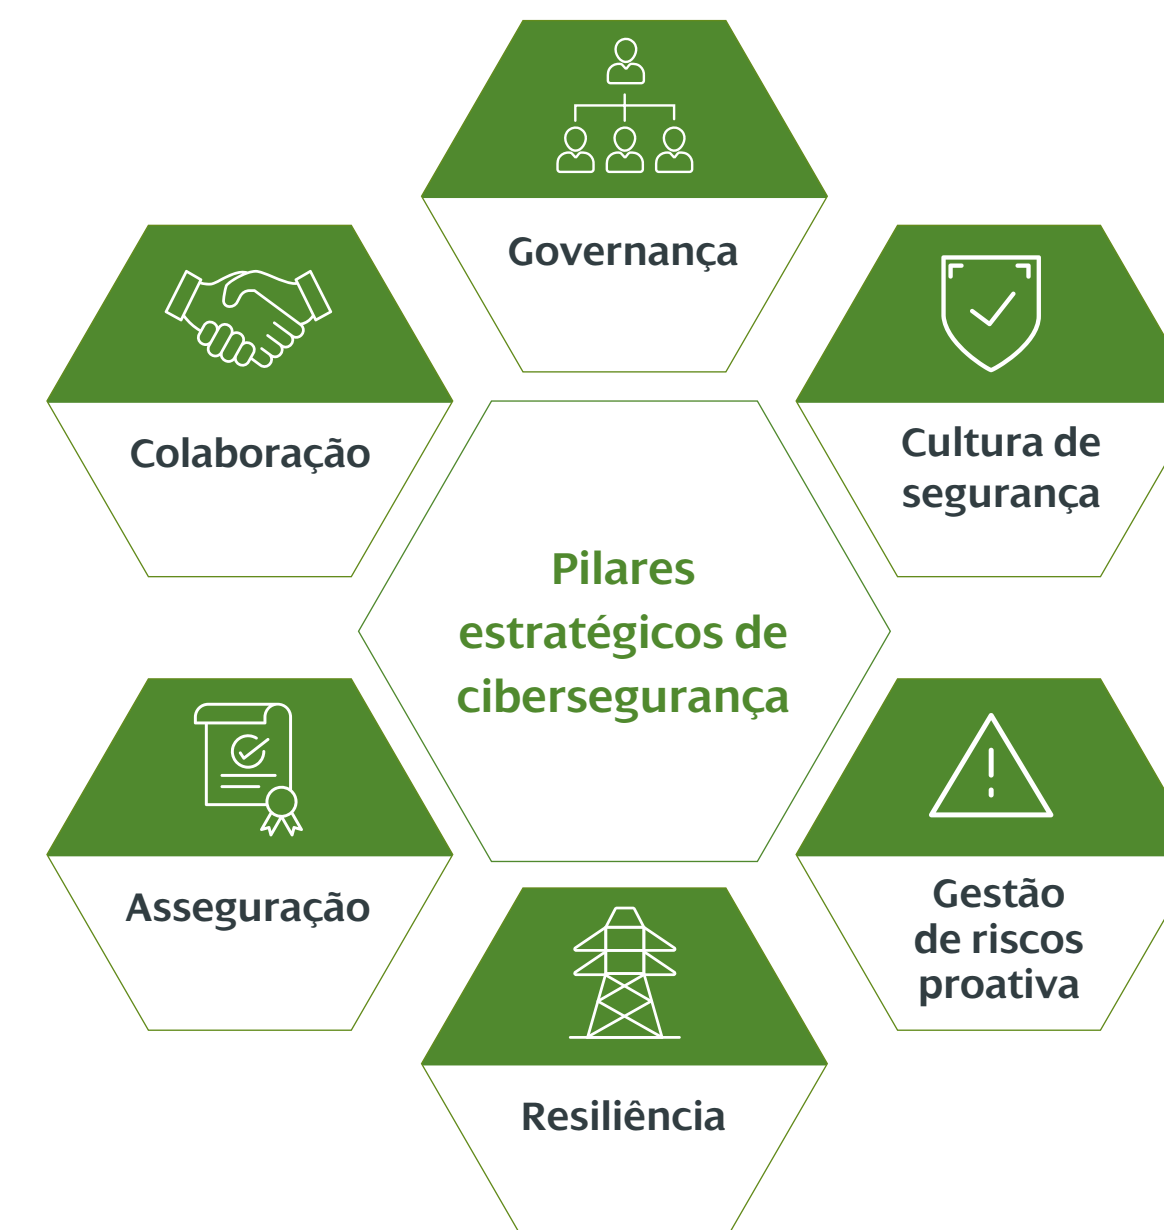 Governança
Colaboração
Cultura de
segurança
Pilares
estratégicos de
cibersegurança
Asseguração
Gestão
de riscos
proativa
Resiliência